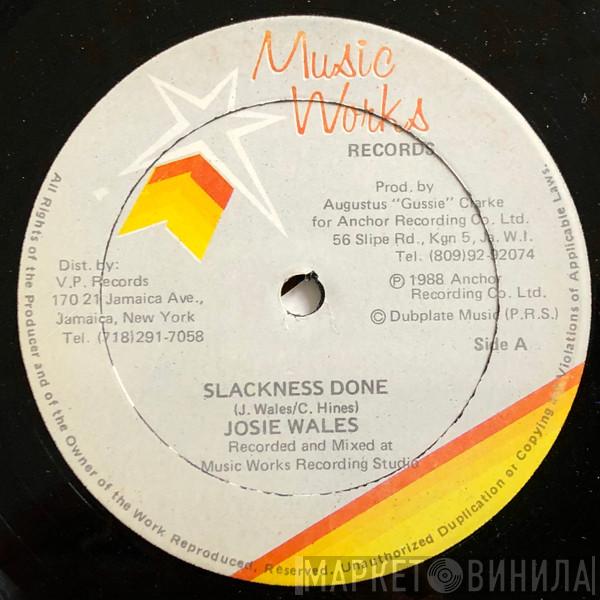 Music
Works
RECORDS
Prod. by
Augustus "Gussie" Clarke
for Anchor Recording Co. Ltd.
56 Slipe Rd., Kgn 5, Ja. W.I.
Tel. (809)92-92074
Dist. by:
V.P. Records
170 21 Jamaica Ave.,
Jamaica, New York
Tel. (718)291-7058
Ⓟ 1988 Anchor
Recording Co. Ltd.
© Dubplate Music (P.R.S.)
Side A
SLACKNESS DONE
(J. Wales/C. Hines)
JOSIE WALES
Recorded and Mixed at
Music Works Recording Studio
All Rights of the Producer and of the Owner of the Work Reproduced, Reserved. Unauthorized Duplication or Copying Violations of Applicable Laws.
МАРКЕТ ВИНИЛА